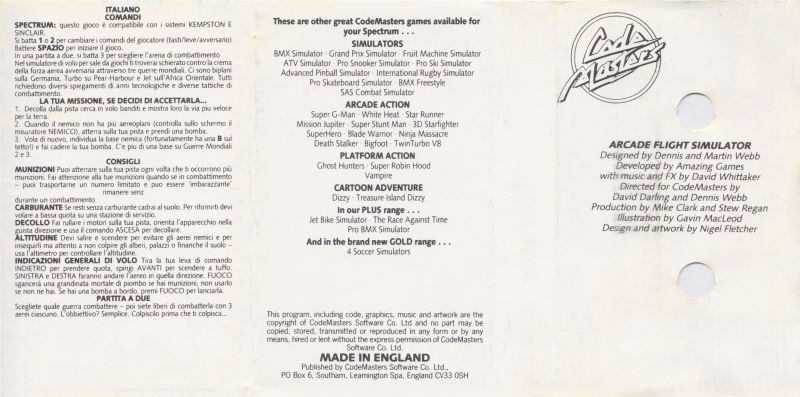 ITALIANO
COMANDI
SPECTRUM: questo gioco è compatibile con i sistemi KEMPSTON E
SINCLAIR.
Si batta 1 o 2 per cambiare i comandi del giocatore (tasti/leve/avversario)
Battere SPAZIO per iniziare il gioco.
In una partita a due, si batta 3 per scegliere l'arena di combattimento
Nel simulatore di volo per sale da giochi ti troverai schierato contro la crema
della forza aerea avversaria attraverso tre guerre mondiali. Ci sono biplani
sulla Germania, Turbo su Pear-Harbour e Jet sull'Africa Orientale. Tutti
richiedono diversi spiegamenti di armi tecnologiche e diverse tattiche di
combattimento.
LA TUA MISSIONE, SE DECIDI DI ACCETTARLA...
1. Decolla dalla pista cerca in volo banditi e mostra loro la via piu veloce
per la terra.
2. Quando il nemico non ha più aereoplani (controlla sullo schermo il
misuratore NEMICO), atterra sulla tua pista e prendi una bomba.
3. Vola di nuovo, individua la base nemica (fortunatamente ha una B sul
tetto!) e fai cadere la tua bomba. C'e piu di una base su Guerre Mondiali
2 e 3.
CONSIGLI
MUNIZIONI Puoi atterrare sulla tua pista ogni volta che ti occorrono più
munizioni. Fai attenzione alla tue munizioni quando se in combattimento
– puoi trasportarne un numero limitato e puo essere 'imbarazzante'
rimanere senz
durante un combattimento
CARBURANTE Se resti senza carburante cadrai al suolo. Per rifornirti devi
volare a bassa quota su una stazione di servizio.
DECOLLO Fai rullare i motori sulla tua pista, orienta l'apparecchio nella
giusta direzione e usa il comando ASCESA per decollare.
ALTITUDINE Devi salire e scendere per evitare gli aerei nemici e per
inseguirli ma attento a non colpire gli alberi, palazzi o finanche il suolo –
usa l'altimetro per controllare l'altitudine.
INDICAZIONI GENERALI DI VOLO Tira la tua leva di comando
INDIETRO per prendere quota, spingi AVANTI per scendere a tuffo.
SINISTRA e DESTRA faranno andare l'aereo in quella direzione. FUOCO
sgancerà una grandinata mortale di piombo se hai munizioni, non usarlo
se non ne hai. Se hai una bomba a bordo, premi FUOCO per lanciarla.
PARTITA A DUE
Scegliete quale guerra combattere – poi siete liberi di combatterla con 3
aerei ciascuno. L'obbiettivo? Semplice. Colpiscilo prima che ti colpisca...
These are other great CodeMasters games available for
your Spectrum . . .
SIMULATORS
BMX Simulator · Grand Prix Simulator · Fruit Machine Simulator
ATV Simulator · Pro Snooker Simulator · Pro Ski Simulator
Advanced Pinball Simulator · International Rugby Simulator
Pro Skateboard Simulator · BMX Freestyle
SAS Combat Simulator
ARCADE ACTION
Super G-Man · White Heat · Star Runner
Mission Jupiter · Super Stunt Man · 3D Starfighter
SuperHero · Blade Warrior · Ninja Massacre
Death Stalker · Bigfoot · TwinTurbo V8
PLATFORM ACTION
Ghost Hunters · Super Robin Hood
Vampire
CARTOON ADVENTURE
Dizzy · Treasure Island Dizzy
In our PLUS range . . .
Jet Bike Simulator · The Race Against Time
Pro BMX Simulator
And in the brand new GOLD range . . .
4 Soccer Simulators
This program, including code, graphics, music and artwork are the
copyright of CodeMasters Software Co. Ltd and no part may be
copied, stored, transmitted or reproduced in any form or by any
means, hired or lent without the express permission of CodeMasters
Software Co. Ltd.
MADE IN ENGLAND
Published by CodeMasters Software Co. Ltd.,
PO Box 6, Southam, Leamington Spa, England CV33 0SH
Code
Masters
ARCADE FLIGHT SIMULATOR
Designed by Dennis and Martin Webb
Developed by Amazing Games
with music and FX by David Whittaker
Directed for CodeMasters by
David Darling and Dennis Webb
Production by Mike Clark and Stew Regan
Illustration by Gavin MacLeod
Design and artwork by Nigel Fletcher